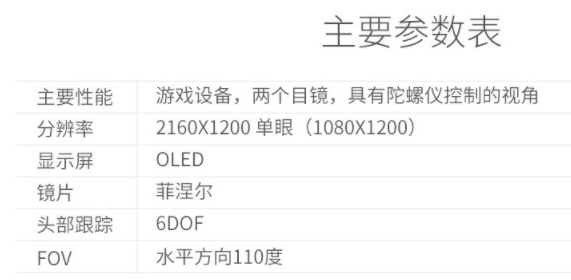 主要参数表
主要性能 游戏设备，两个目镜，具有陀螺仪控制的视角
分辨率 2160X1200 单眼（1080X1200）
显示屏 OLED
镜片 菲涅尔
头部跟踪 6DOF
FOV 水平方向110度